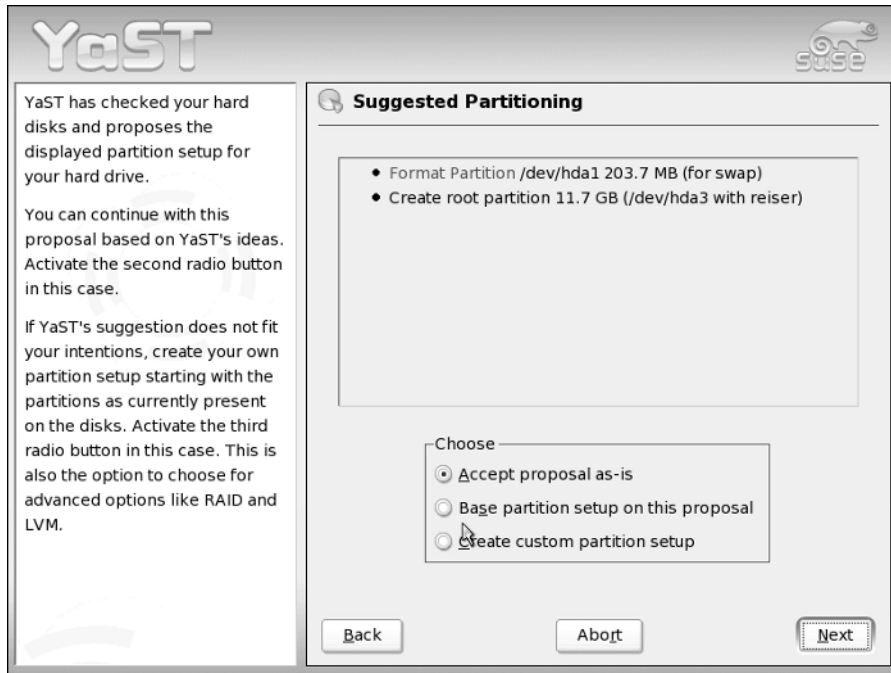 YaST
SUSE
YaST has checked your hard
disks and proposes the
displayed partition setup for
your hard drive.
You can continue with this
proposal based on YaST's ideas.
Activate the second radio button
in this case.
If YaST's suggestion does not fit
your intentions, create your own
partition setup starting with the
partitions as currently present
on the disks. Activate the third
radio button in this case. This is
also the option to choose for
advanced options like RAID and
LVM.
Suggested Partitioning
• Format Partition /dev/hda1 203.7 MB (for swap)
• Create root partition 11.7 GB (/dev/hda3 with reiser)
Choose
Accept proposal as-is
Base partition setup on this proposal
Create custom partition setup
Back
Abort
Next